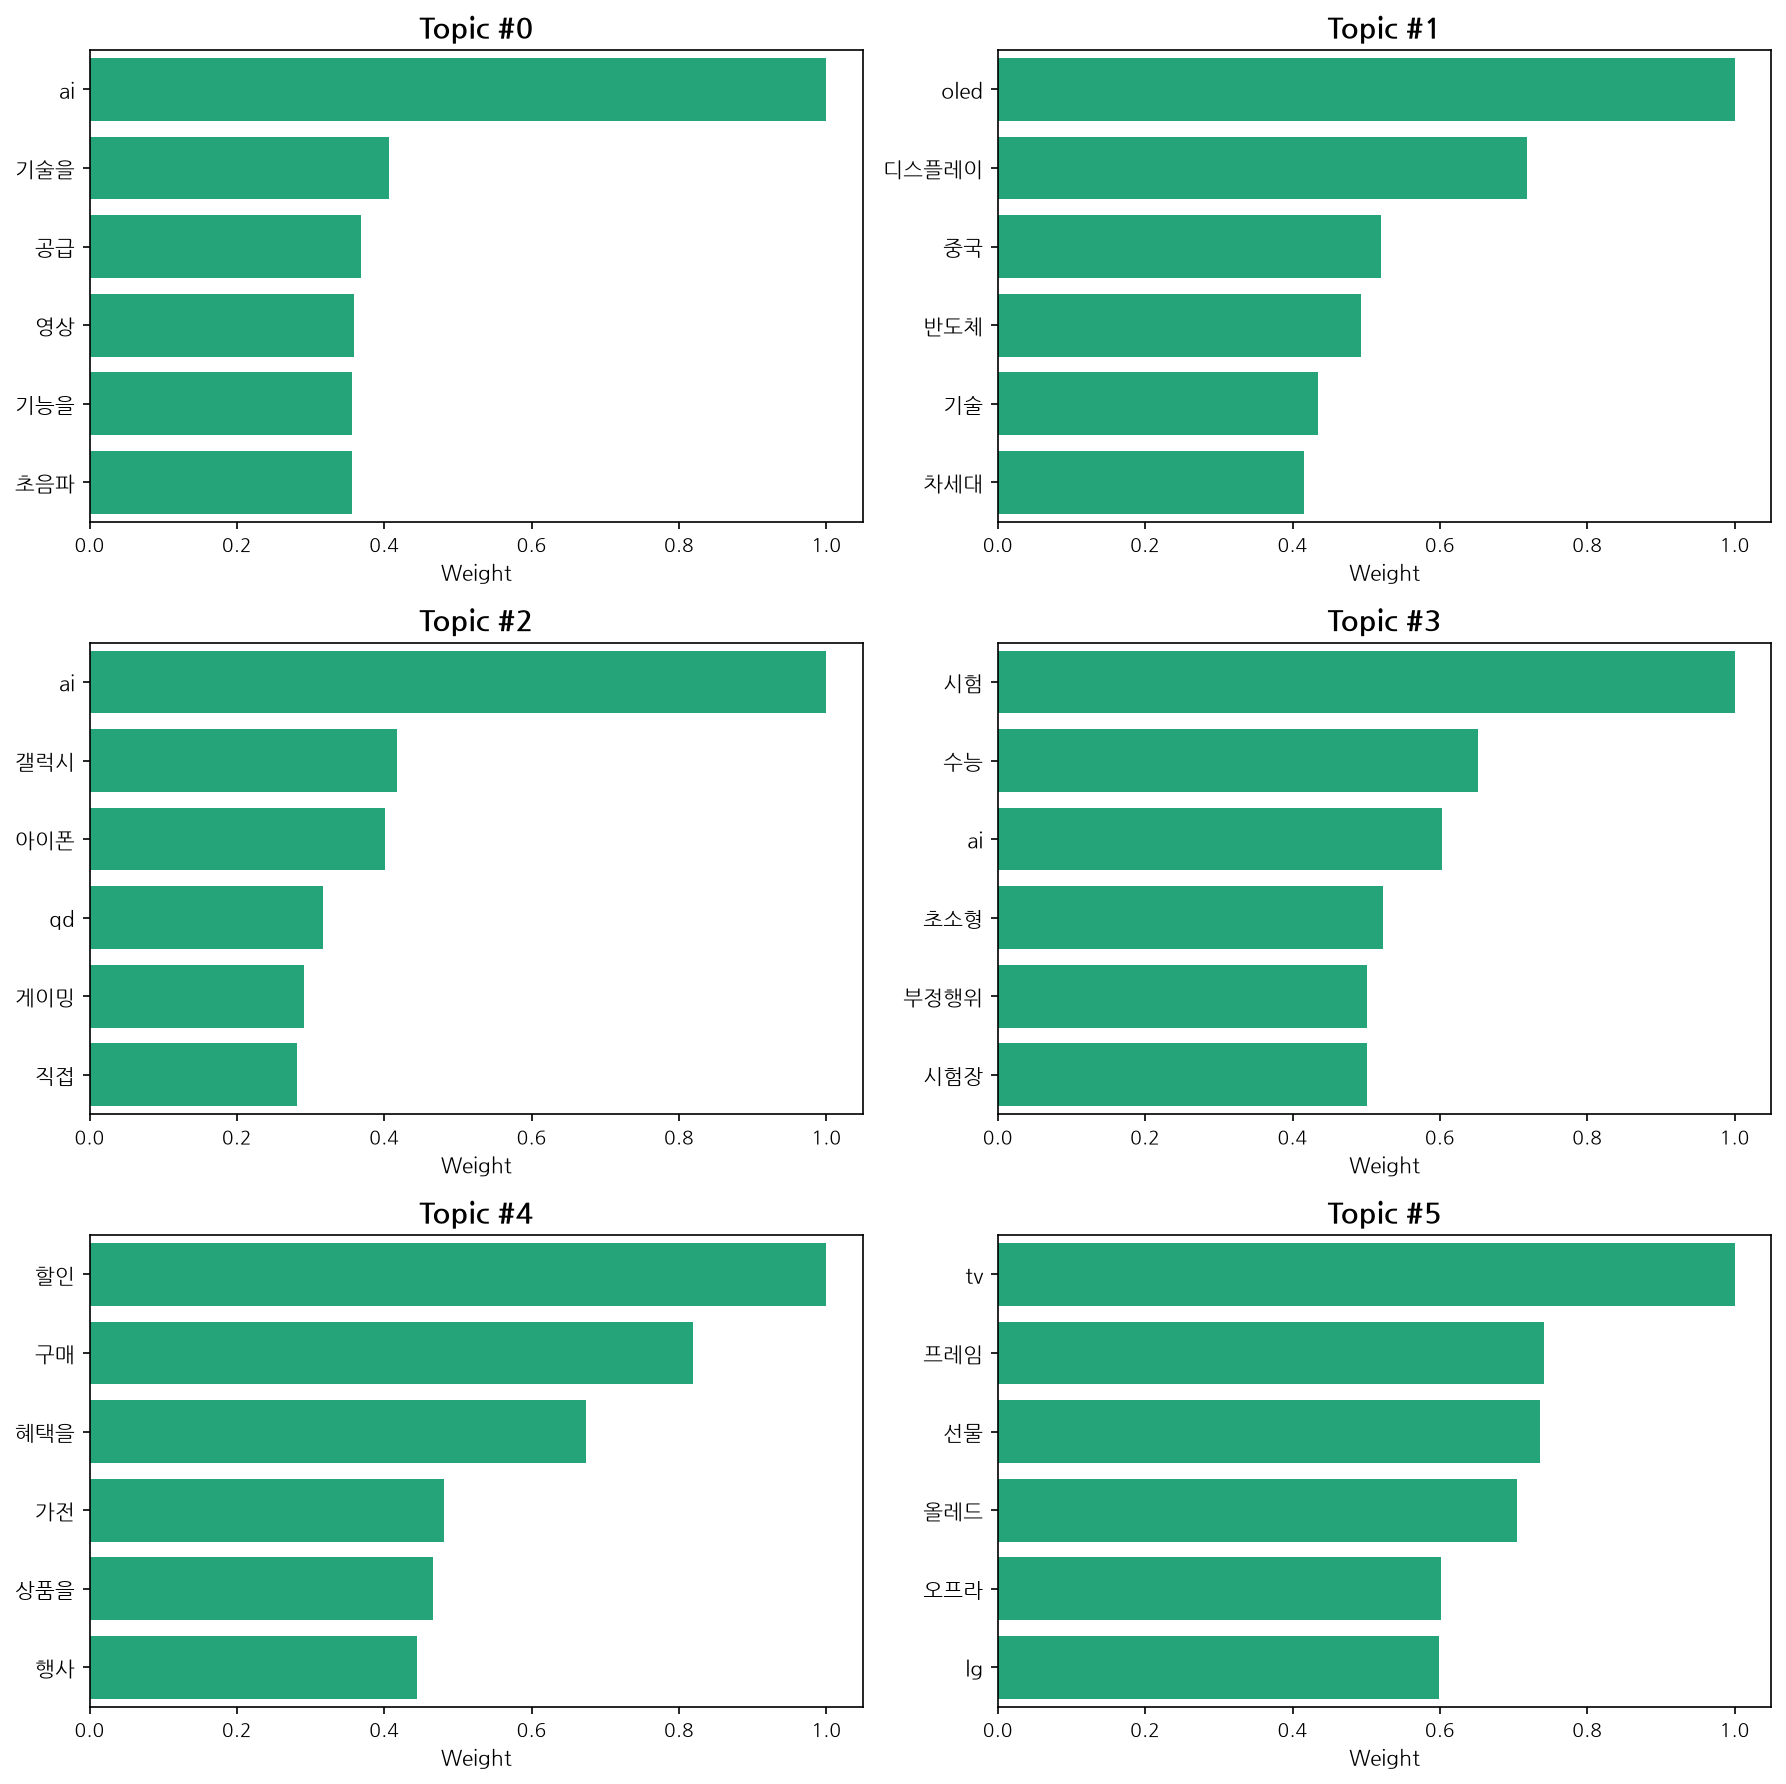 Topic #0
ai
기술을
공급
영상
기능을
초음파
0.0 0.2 0.4 0.6 0.8 1.0
Weight
Topic #1
oled
디스플레이
중국
반도체
기술
차세대
0.0 0.2 0.4 0.6 0.8 1.0
Weight
Topic #2
ai
갤럭시
아이폰
qd
게이밍
직접
0.0 0.2 0.4 0.6 0.8 1.0
Weight
Topic #3
시험
수능
ai
초소형
부정행위
시험장
0.0 0.2 0.4 0.6 0.8 1.0
Weight
Topic #4
할인
구매
혜택을
가전
상품을
행사
0.0 0.2 0.4 0.6 0.8 1.0
Weight
Topic #5
tv
프레임
선물
올레드
오프라
lg
0.0 0.2 0.4 0.6 0.8 1.0
Weight